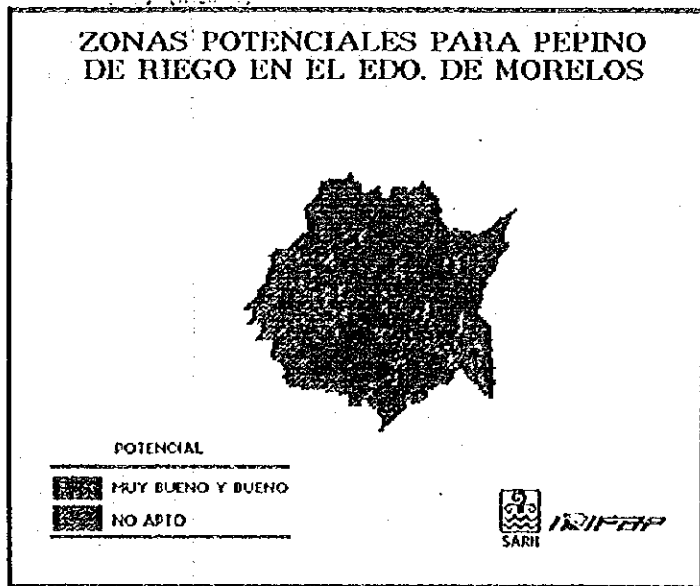 ZONAS POTENCIALES PARA PEPINO
DE RIEGO EN EL EDO. DE MORELOS
POTENCIAL
MUY BUENO Y BUENO
NO APTO
SARH
INIFAP